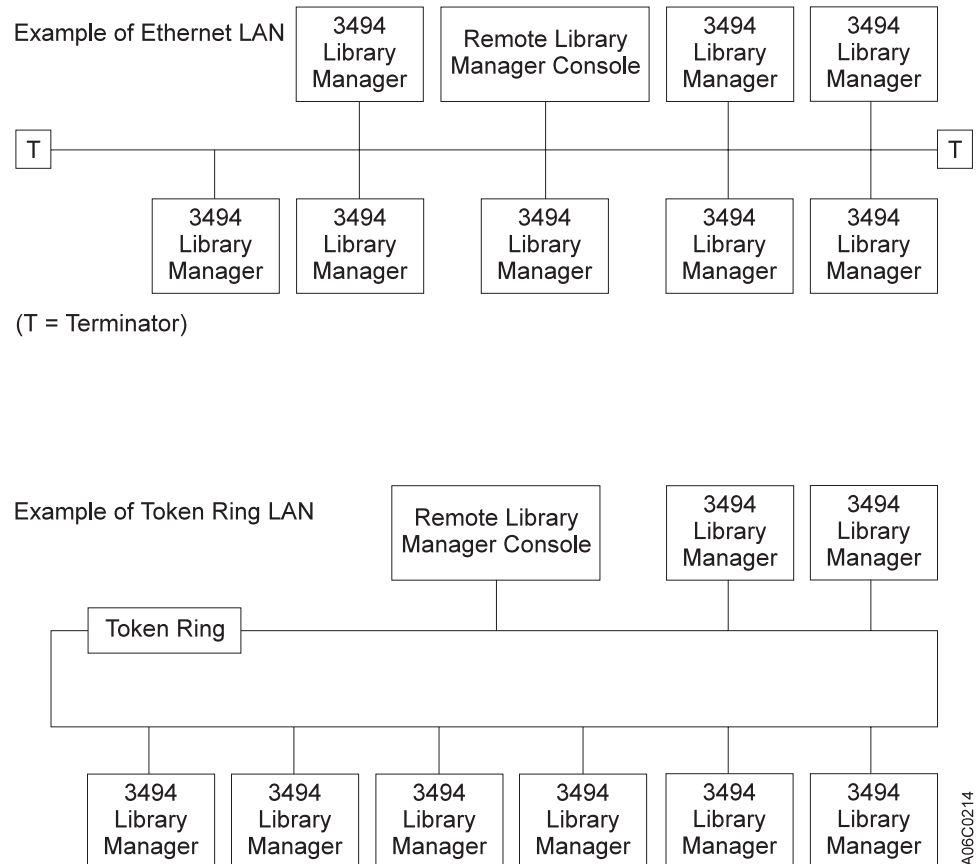 Example of Ethernet LAN
3494
Library
Manager
Remote Library
Manager Console
3494
Library
Manager
3494
Library
Manager
T
T
3494
Library
Manager
3494
Library
Manager
3494
Library
Manager
3494
Library
Manager
3494
Library
Manager
(T = Terminator)
Example of Token Ring LAN
Remote Library
Manager Console
3494
Library
Manager
3494
Library
Manager
Token Ring
3494
Library
Manager
3494
Library
Manager
3494
Library
Manager
3494
Library
Manager
3494
Library
Manager
3494
Library
Manager
A06C0214